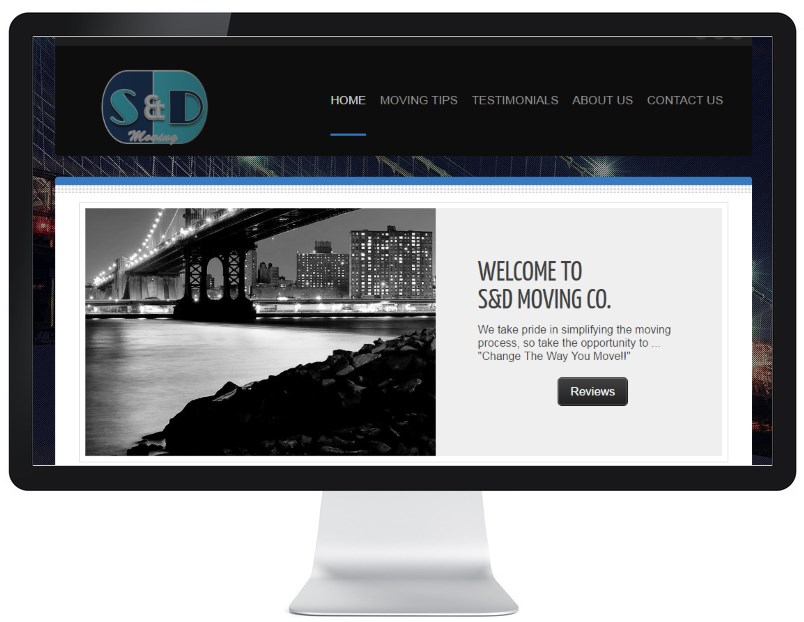 S&D
Moving
HOME MOVING TIPS TESTIMONIALS ABOUT US CONTACT US
WELCOME TO
S&D MOVING CO.
We take pride in simplifying the moving
process, so take the opportunity to ...
"Change The Way You Move!!"
Reviews